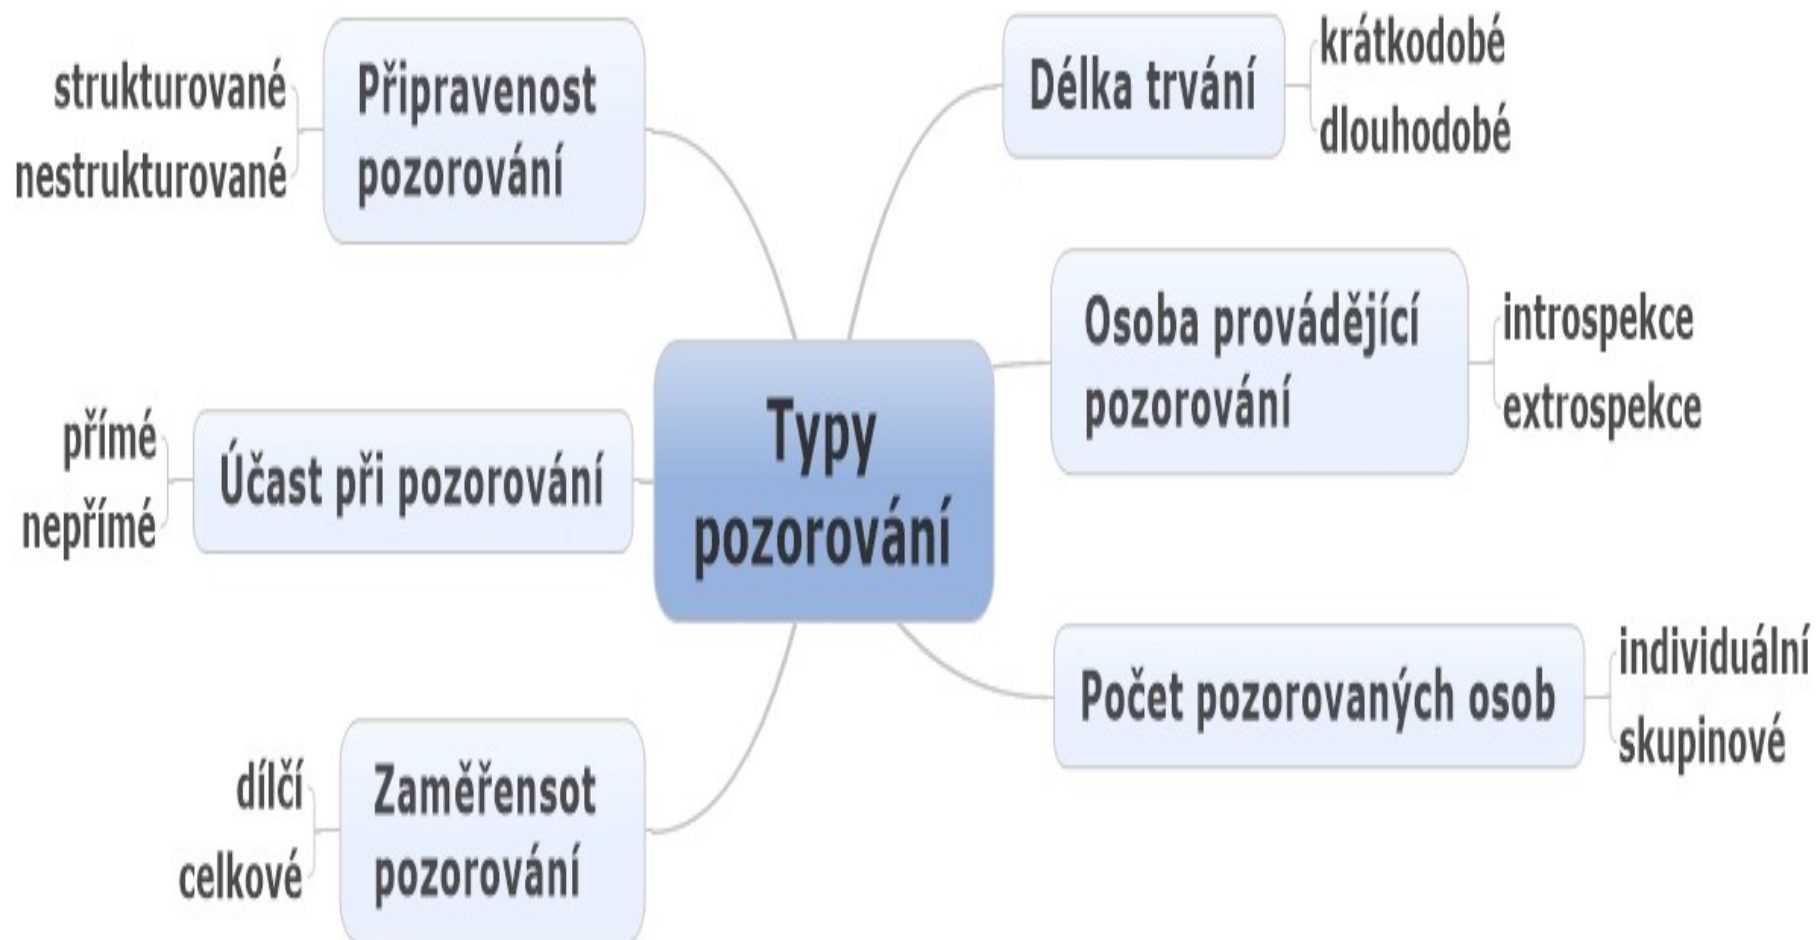 Typy
pozorování
Délka trvání
krátkodobé
dlouhodobé
Osoba provádějící
pozorování
introspekce
extrospekce
Počet pozorovaných osob
individuální
skupinové
Připravenost
pozorování
strukturované
nestrukturované
Účast při pozorování
přímé
nepřímé
Zaměřensot
pozorování
dílčí
celkové